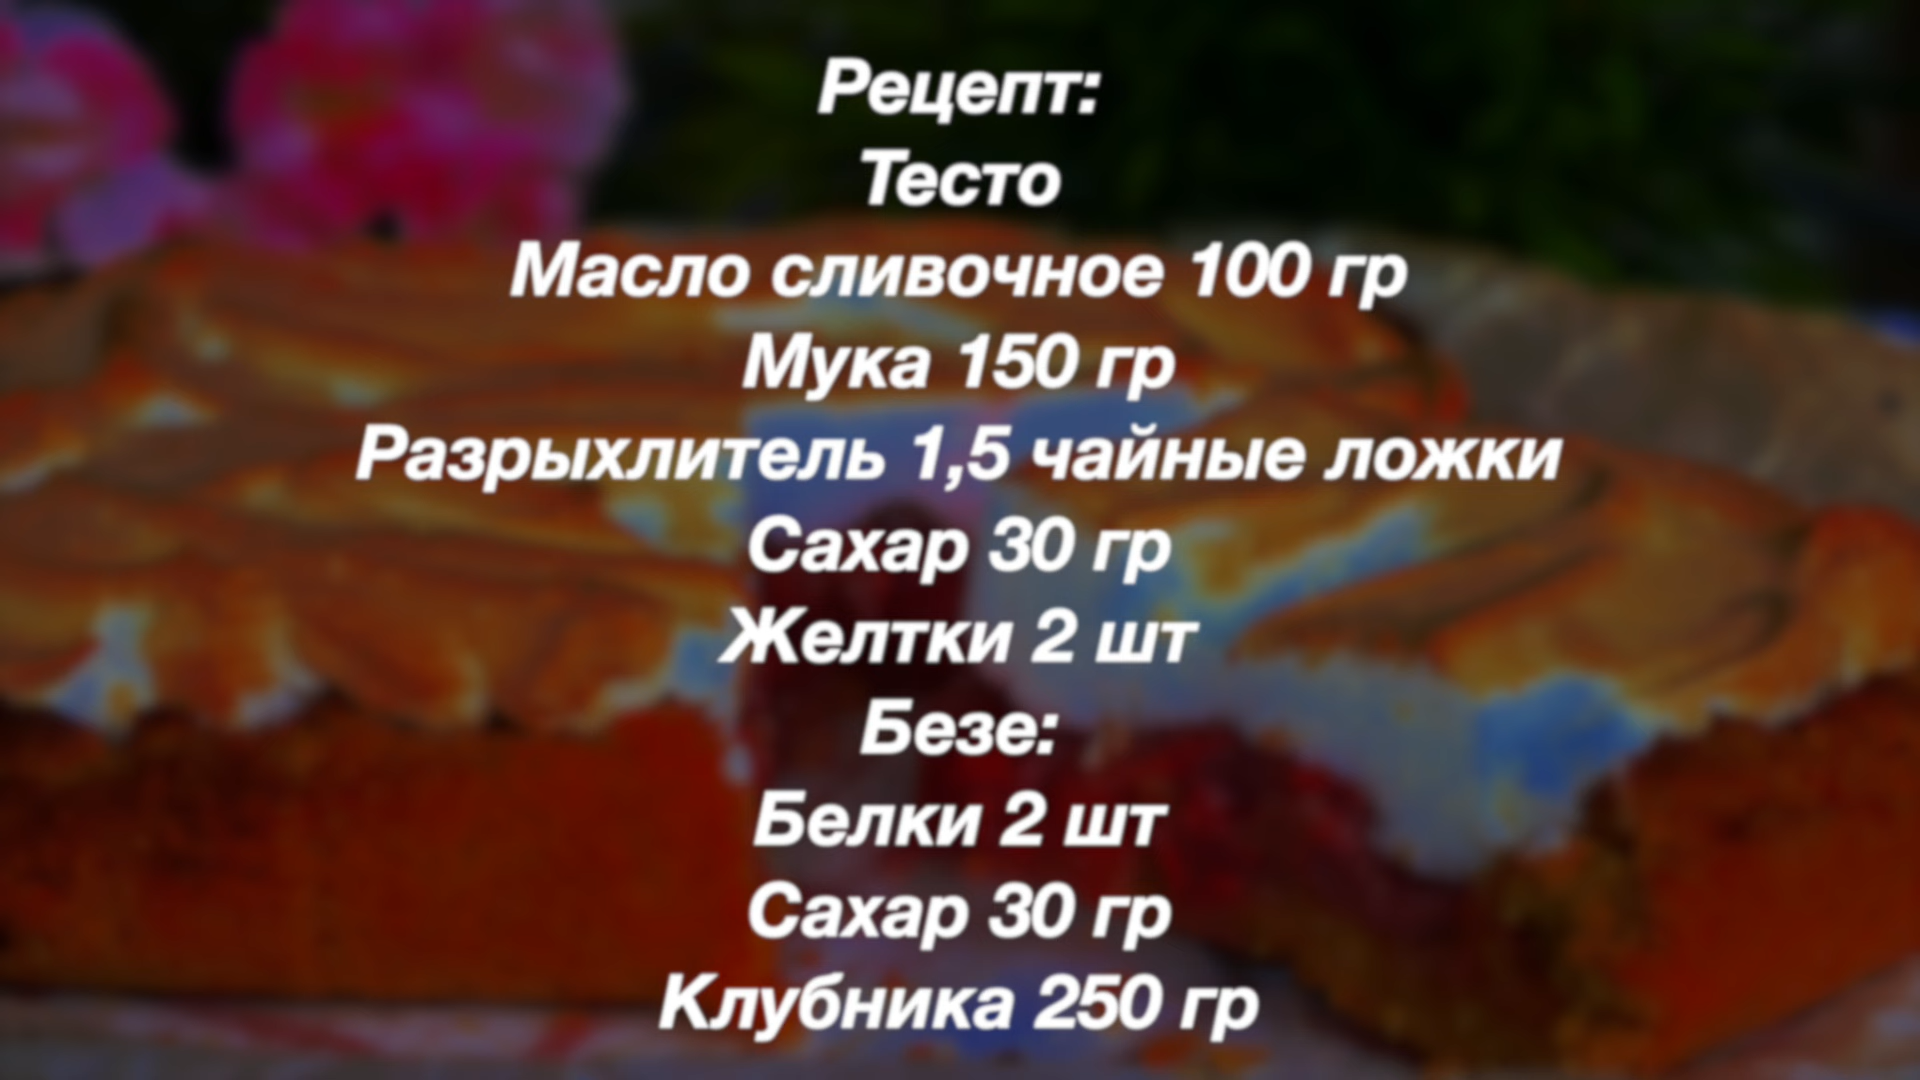 Рецепт:
Тесто
Масло сливочное 100 гр
Мука 150 гр
Разрыхлитель 1,5 чайные ложки
Сахар 30 гр
Желтки 2 шт
Безе:
Белки 2 шт
Сахар 30 гр
Клубника 250 гр